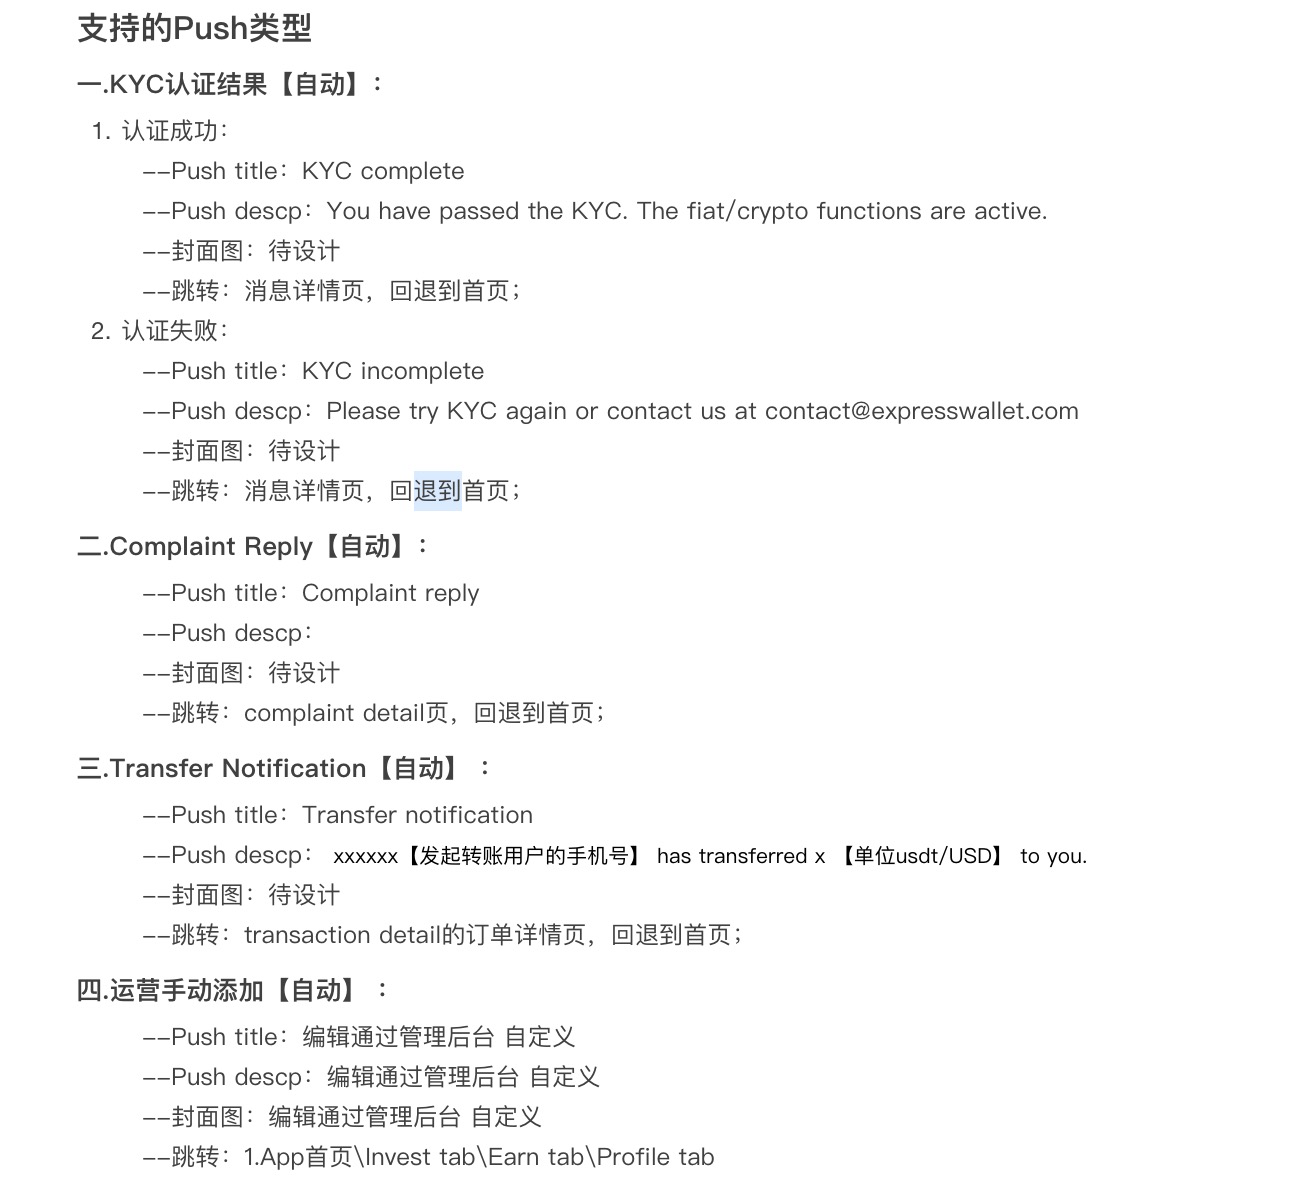 支持的Push类型
一.KYC认证结果【自动】：
1. 认证成功：
--Push title：KYC complete
--Push descp：You have passed the KYC. The fiat/crypto functions are active.
--封面图：待设计
--跳转：消息详情页，回退到首页；
2. 认证失败：
--Push title：KYC incomplete
--Push descp：Please try KYC again or contact us at contact@expresswallet.com
--封面图：待设计
--跳转：消息详情页，回退到首页；
二.Complaint Reply【自动】：
--Push title：Complaint reply
--Push descp：
--封面图：待设计
--跳转：complaint detail页，回退到首页；
三.Transfer Notification【自动】 ：
--Push title：Transfer notification
--Push descp： xxxxxx【发起转账用户的手机号】 has transferred x 【单位usdt/USD】 to you.
--封面图：待设计
--跳转：transaction detail的订单详情页，回退到首页；
四.运营手动添加【自动】 ：
--Push title：编辑通过管理后台 自定义
--Push descp：编辑通过管理后台 自定义
--封面图：编辑通过管理后台 自定义
--跳转：1.App首页\Invest tab\Earn tab\Profile tab